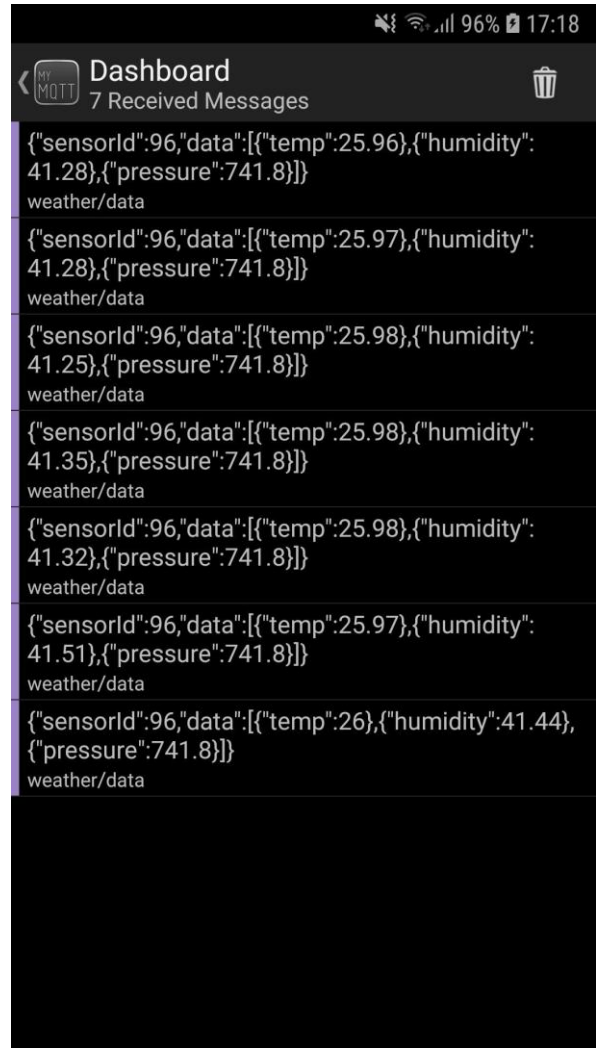 96% 17:18
MY
MQTT
Dashboard
7 Received Messages
{"sensorId":96,"data":[{"temp":25.96},{"humidity":
41.28},{"pressure":741.8}]}
weather/data
{"sensorId":96,"data":[{"temp":25.97},{"humidity":
41.28},{"pressure":741.8}]}
weather/data
{"sensorId":96,"data":[{"temp":25.98},{"humidity":
41.25},{"pressure":741.8}]}
weather/data
{"sensorId":96,"data":[{"temp":25.98},{"humidity":
41.35},{"pressure":741.8}]}
weather/data
{"sensorId":96,"data":[{"temp":25.98},{"humidity":
41.32},{"pressure":741.8}]}
weather/data
{"sensorId":96,"data":[{"temp":25.97},{"humidity":
41.51},{"pressure":741.8}]}
weather/data
{"sensorId":96,"data":[{"temp":26},{"humidity":41.44},
{"pressure":741.8}]}
weather/data